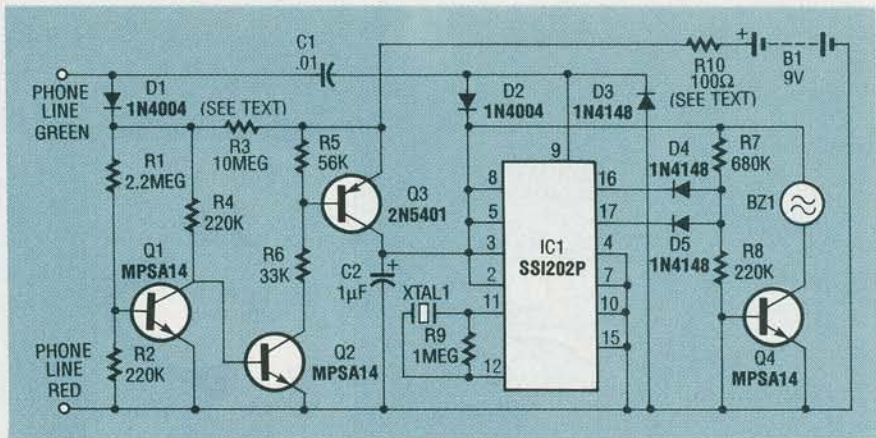 C1
.01
+
R10
100Ω
(SEE TEXT)
B1
9V
PHONE
LINE
GREEN
D1
1N4004
(SEE TEXT)
R3
10MEG
D2
1N4004
D3
1N4148
R1
2.2MEG
R4
220K
R5
56K
Q3
2N5401
9
8
5
3
2
11
12
16
17
4
7
10
15
IC1
SSI202P
D4
1N4148
D5
1N4148
R7
680K
BZ1
R6
33K
C2
1µF
+
XTAL1
R9
1MEG
R8
220K
Q1
MPSA14
R2
220K
Q2
MPSA14
Q4
MPSA14
PHONE
LINE
RED